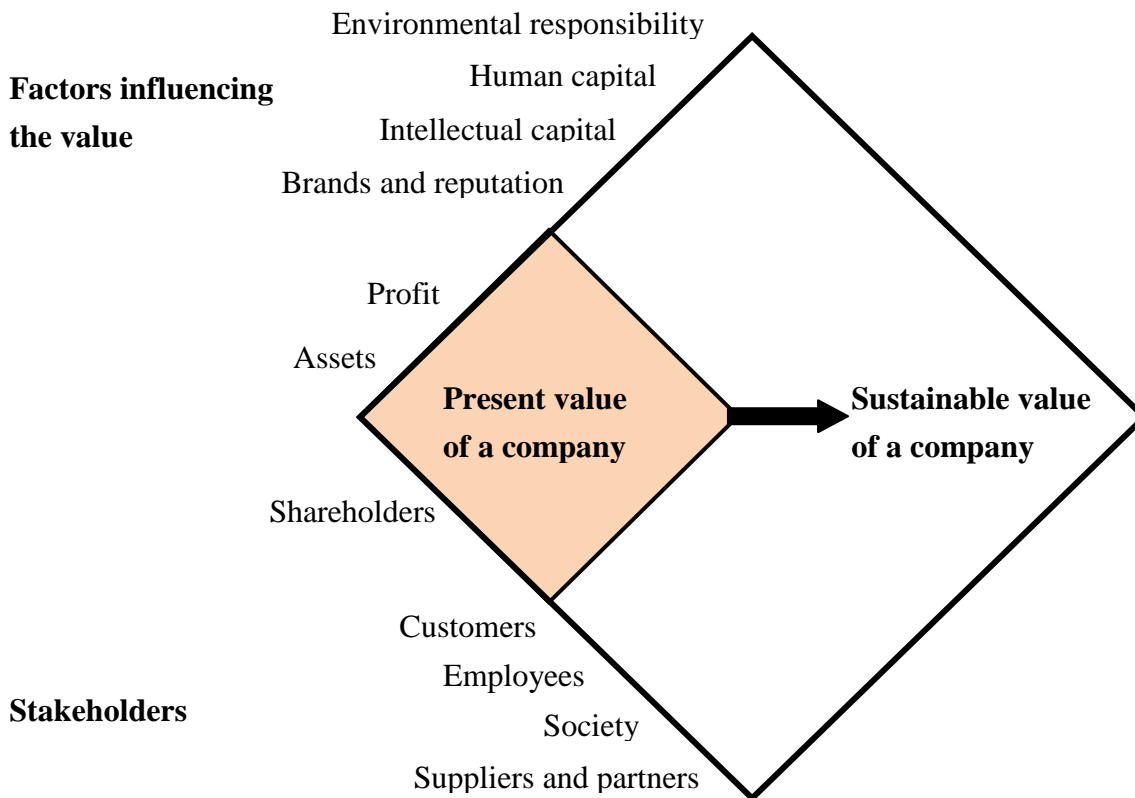 Environmental responsibility
Human capital
Factors influencing
the value
Intellectual capital
Brands and reputation
Profit
Assets
Present value
of a company
Sustainable value
of a company
Shareholders
Customers
Employees
Stakeholders
Society
Suppliers and partners